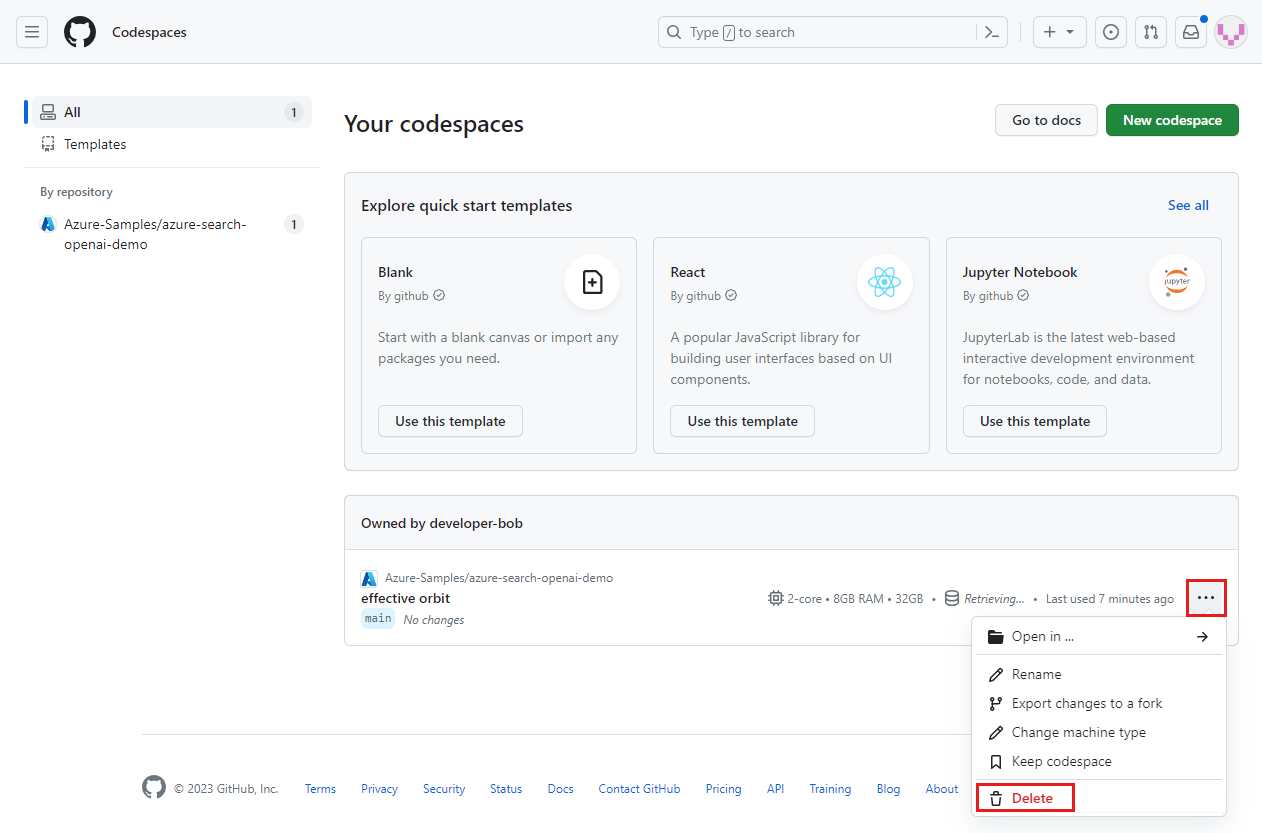 Codespaces
Type / to search
All 1
Templates
By repository
Azure-Samples/azure-search- 1
openai-demo
Your codespaces
Go to docs
New codespace
Explore quick start templates
See all
Blank
By github
Start with a blank canvas or import any
packages you need.
Use this template
React
By github
A popular JavaScript library for
building user interfaces based on UI
components.
Use this template
Jupyter Notebook
By github
jupyter
JupyterLab is the latest web-based
interactive development environment
for notebooks, code, and data.
Use this template
Owned by developer-bob
Azure-Samples/azure-search-openai-demo
effective orbit
main No changes
2-core • 8GB RAM • 32GB • Retrieving... • Last used 7 minutes ago
Open in ...
Rename
Export changes to a fork
Change machine type
Keep codespace
Delete
© 2023 GitHub, Inc. Terms Privacy Security Status Docs Contact GitHub Pricing API Training Blog About